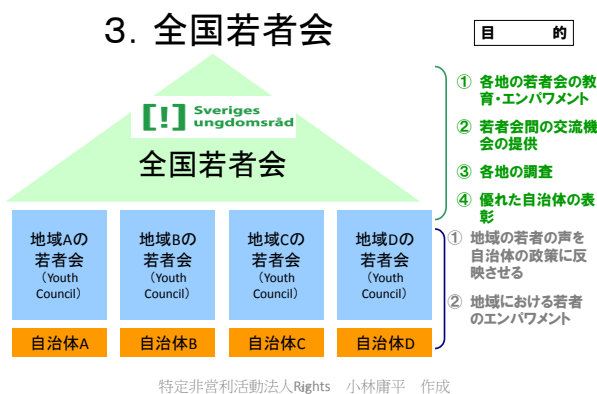 3．全国若者会
目　　的
[!] Sveriges
ungdomsråd
全国若者会
① 各地の若者会の教
育・エンパワメント
② 若者会間の交流機
会の提供
③ 各地の調査
④ 優れた自治体の表
彰
地域Aの
若者会
（Youth
Council）
地域Bの
若者会
（Youth
Council）
地域Cの
若者会
（Youth
Council）
地域Dの
若者会
（Youth
Council）
① 地域の若者の声を
自治体の政策に反
映させる
② 地域における若者
のエンパワメント
自治体A
自治体B
自治体C
自治体D
特定非営利活動法人Rights　小林庸平　作成